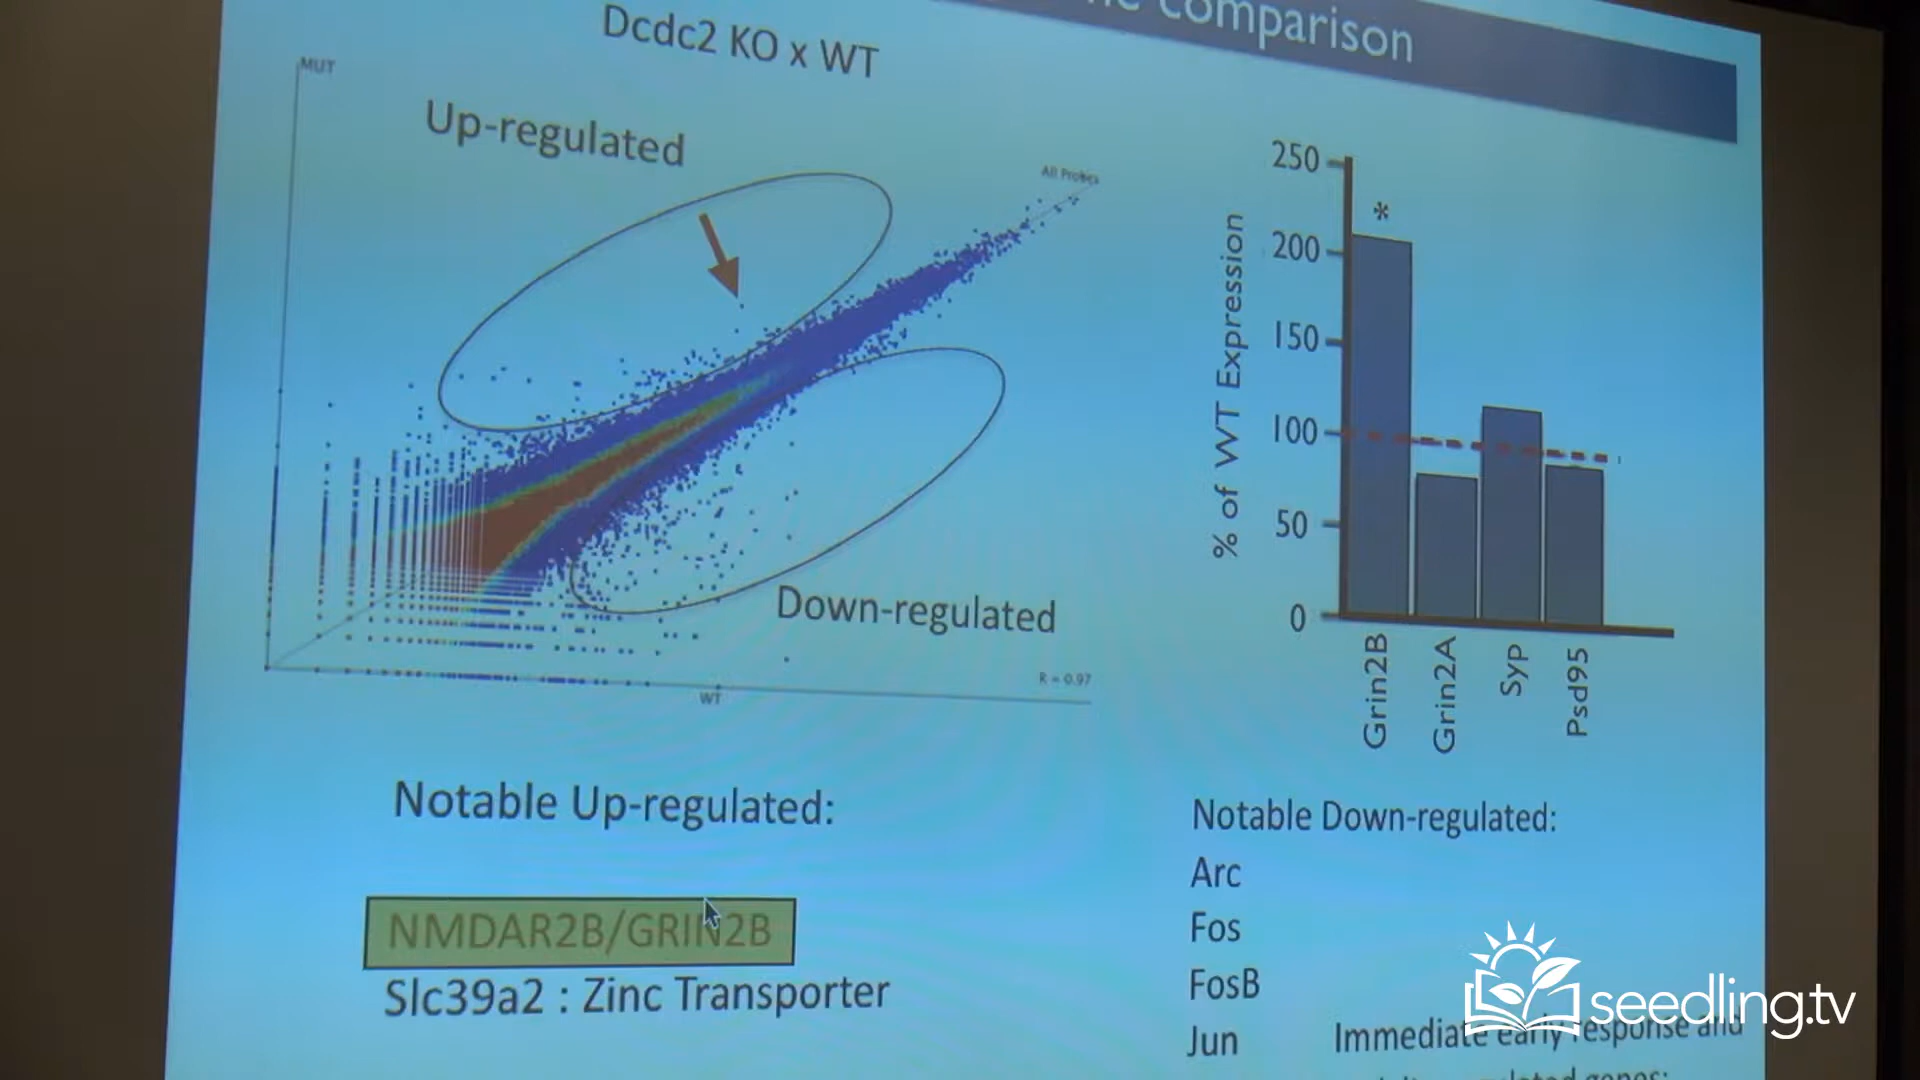 Comparison
Dcdc2 KO x WT
MUT
Up-regulated
All Probes
Down-regulated
R = 0.97
WT
250
200
150
100
50
0
% of WT Expression
*
Grin2B
Grin2A
Syp
Psd95
Notable Up-regulated:
NMDAR2B/GRIN2B
Slc39a2 : Zinc Transporter
Notable Down-regulated:
Arc
Fos
FosB
Jun
Immediate early response and
genes:
seedling.tv